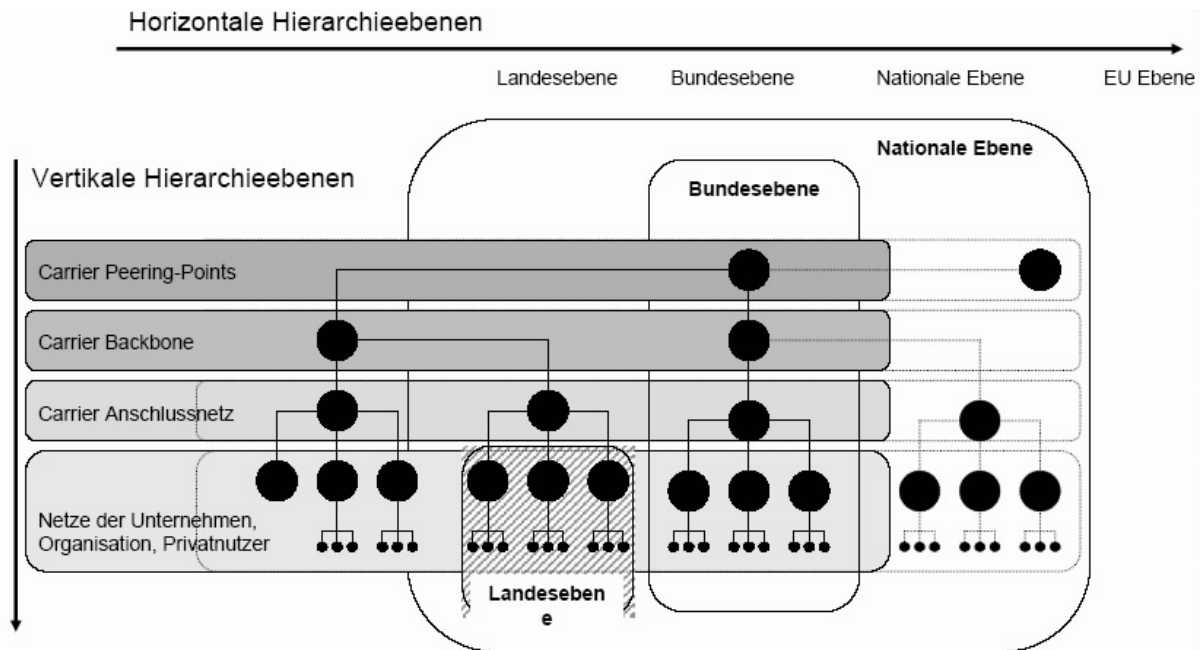 Horizontale Hierarchieebenen
Landesebene Bundesebene Nationale Ebene EU Ebene
Nationale Ebene
Vertikale Hierarchieebenen
Bundesebene
Carrier Peering-Points
Carrier Backbone
Carrier Anschlussnetz
Netze der Unternehmen,
Organisation, Privatnutzer
Landeseben
e